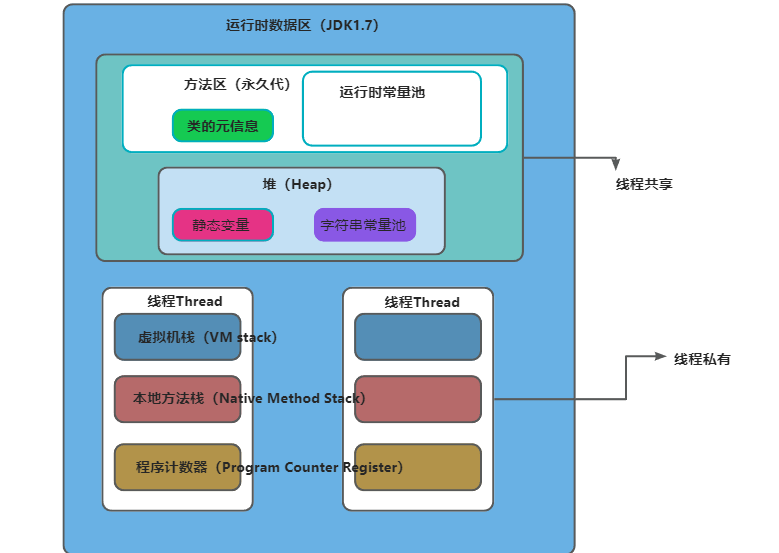 运行时数据区（JDK1.7）
方法区（永久代）
运行时常量池
类的元信息
堆（Heap）
静态变量
字符串常量池
线程共享
线程Thread
虚拟机栈（VM stack）
本地方法栈（Native Method Stack）
程序计数器（Program Counter Register）
线程Thread
线程私有